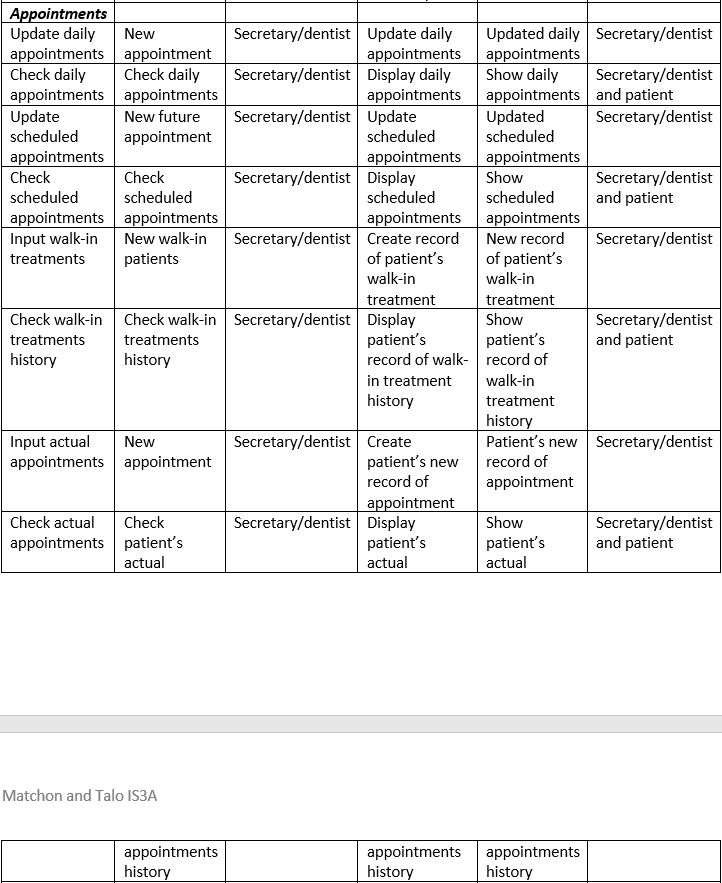 Appointments
Update daily appointments | New appointment | Secretary/dentist | Update daily appointments | Updated daily appointments | Secretary/dentist
Check daily appointments | Check daily appointments | Secretary/dentist | Display daily appointments | Show daily appointments | Secretary/dentist and patient
Update scheduled appointments | New future appointment | Secretary/dentist | Update scheduled appointments | Updated scheduled appointments | Secretary/dentist
Check scheduled appointments | Check scheduled appointments | Secretary/dentist | Display scheduled appointments | Show scheduled appointments | Secretary/dentist and patient
Input walk-in treatments | New walk-in patients | Secretary/dentist | Create record of patient's walk-in treatment | New record of patient's walk-in treatment | Secretary/dentist
Check walk-in treatments history | Check walk-in treatments history | Secretary/dentist | Display patient's record of walk-in treatment history | Show patient's record of walk-in treatment history | Secretary/dentist and patient
Input actual appointments | New appointment | Secretary/dentist | Create patient's new record of appointment | Patient's new record of appointment | Secretary/dentist
Check actual appointments | Check patient's actual | Secretary/dentist | Display patient's actual | Show patient's actual | Secretary/dentist and patient
Matchon and Talo IS3A
appointments history | appointments history | appointments history